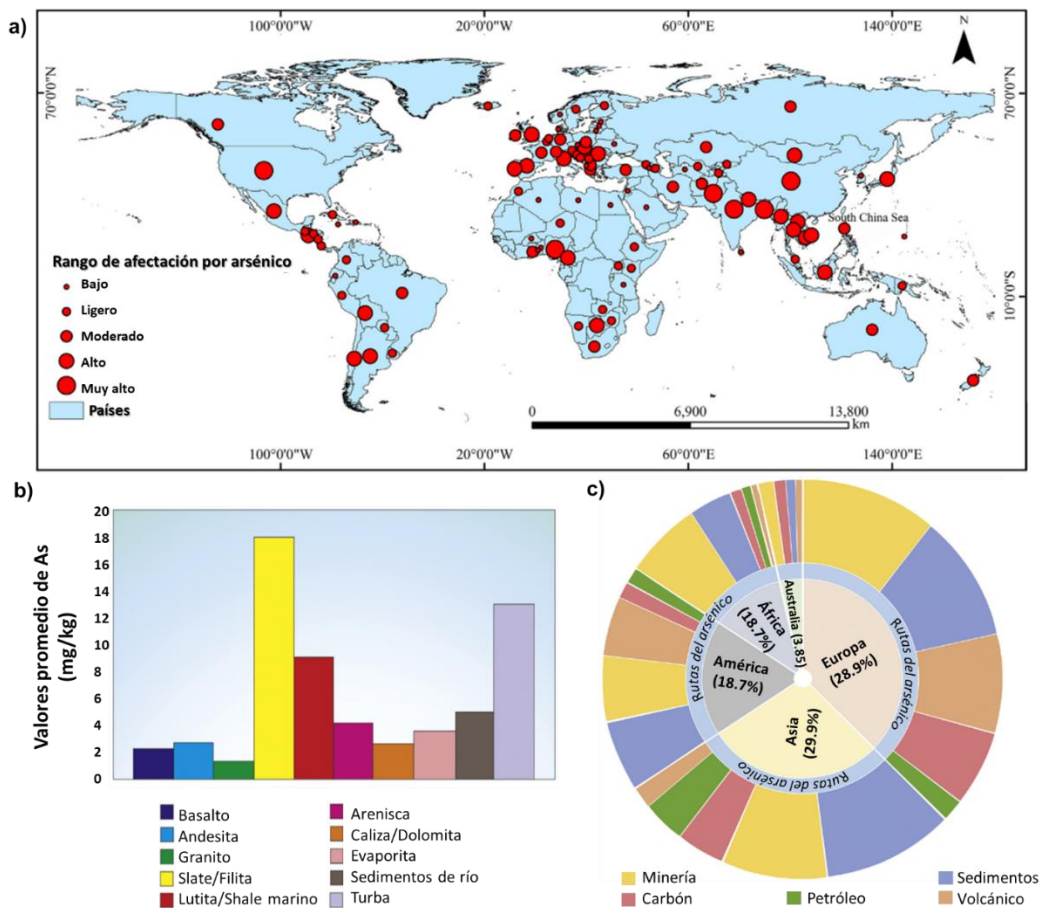 a)
100°0'0"W
20°0'0"W
60°0'0"E
140°0'0"E
N
70°0'0"N
70°0'0"N
South China Sea
10°0'0"S
10°0'0"S
Rango de afectación por arsénico
Bajo
Ligero
Moderado
Alto
Muy alto
Países
0
6,900
13,800
km
100°0'0"W
20°0'0"W
60°0'0"E
140°0'0"E
b)
Valores promedio de As
(mg/kg)
20
18
16
14
12
10
8
6
4
2
0
Basalto
Andesita
Granito
Slate/Filita
Lutita/Shale marino
Arenisca
Caliza/Dolomita
Evaporita
Sedimentos de río
Turba
c)
Rutas del arsénico
Rutas del arsénico
Rutas del arsénico
África
(18.7%)
Australia (3.85)
Europa
(28.9%)
América
(18.7%)
Asia
(29.9%)
Minería
Sedimentos
Carbón
Petróleo
Volcánico